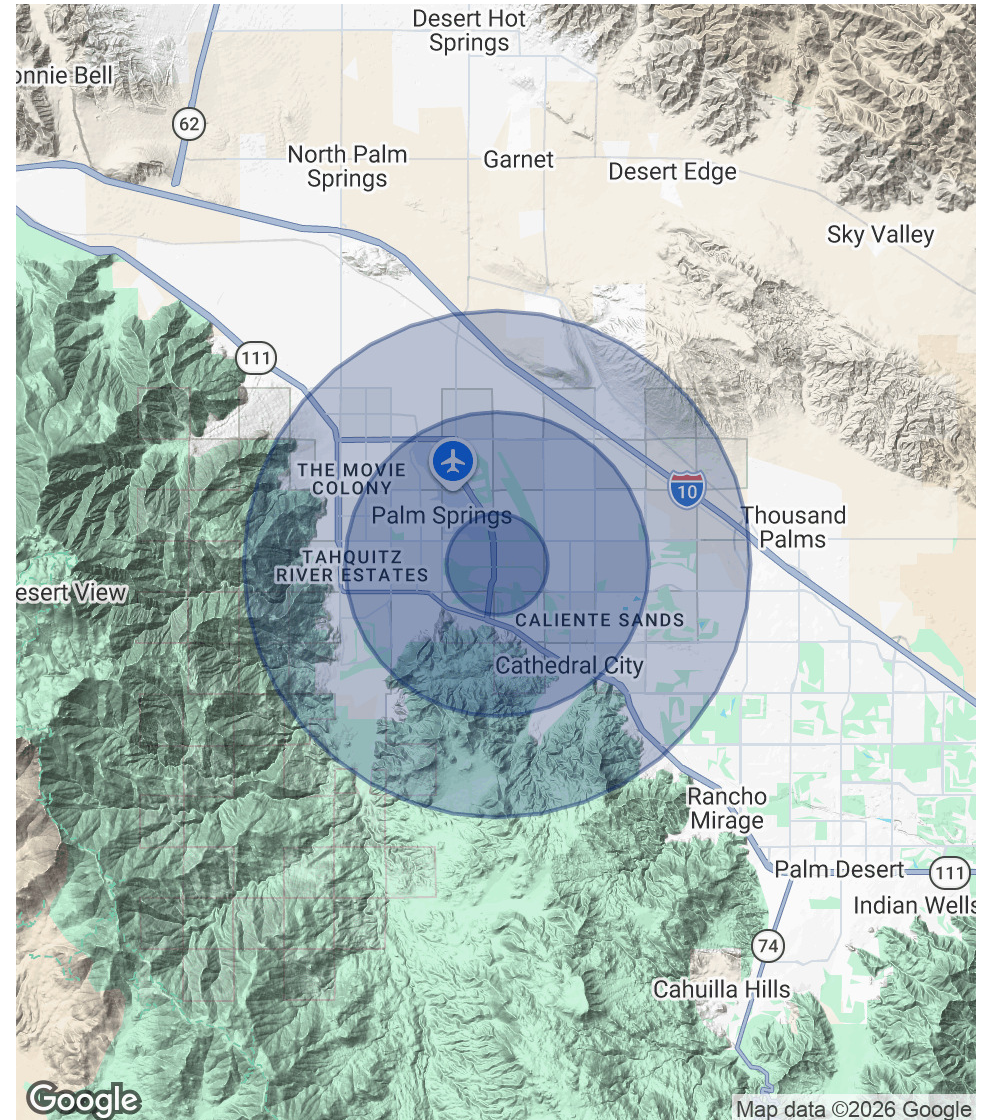 Desert Hot
Springs
onnie Bell
62
North Palm
Springs
Garnet
Desert Edge
Sky Valley
111
THE MOVIE
COLONY
10
Palm Springs
Thousand
Palms
TAHQUITZ
RIVER ESTATES
esert View
CALIENTE SANDS
Cathedral City
Rancho
Mirage
Palm Desert
111
Indian Wells
74
Cahuilla Hills
Google
Map data ©2026 Google